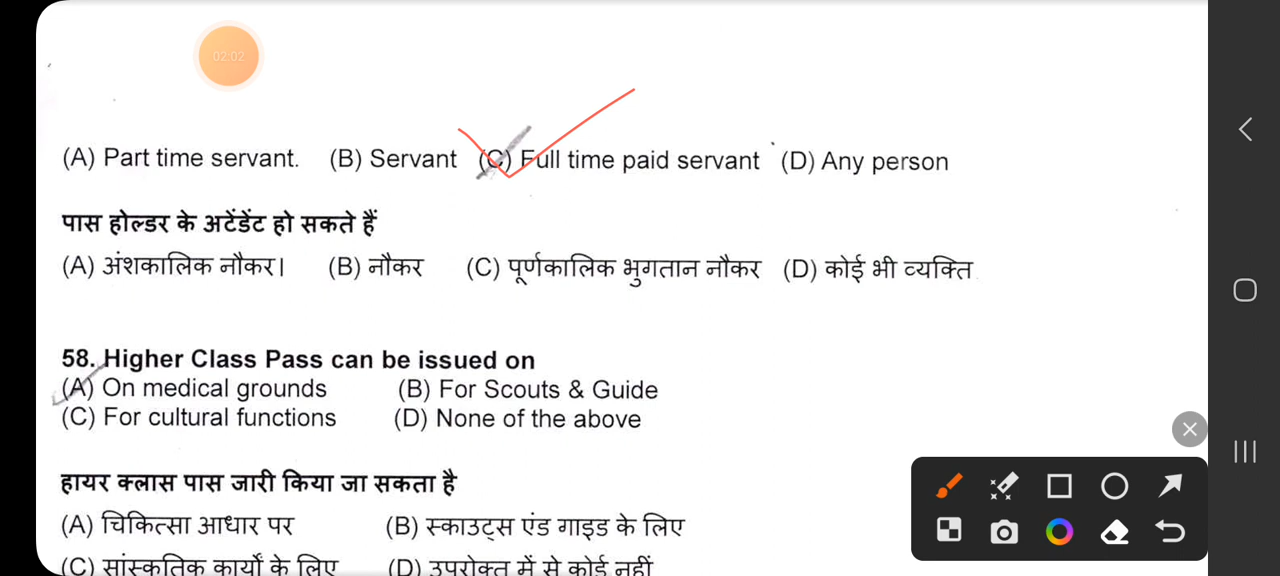 02:02
(A) Part time servant. (B) Servant (C) Full time paid servant (D) Any person
पास होल्डर के अटेंडेंट हो सकते हैं
(A) अंशकालिक नौकर। (B) नौकर (C) पूर्णकालिक भुगतान नौकर (D) कोई भी व्यक्ति
58. Higher Class Pass can be issued on
(A) On medical grounds (B) For Scouts & Guide
(C) For cultural functions (D) None of the above
हायर क्लास पास जारी किया जा सकता है
(A) चिकित्सा आधार पर (B) स्काउट्स एंड गाइड के लिए
(C) सांस्कृतिक कार्यों के लिए (D) उपरोक्त में से कोई नहीं